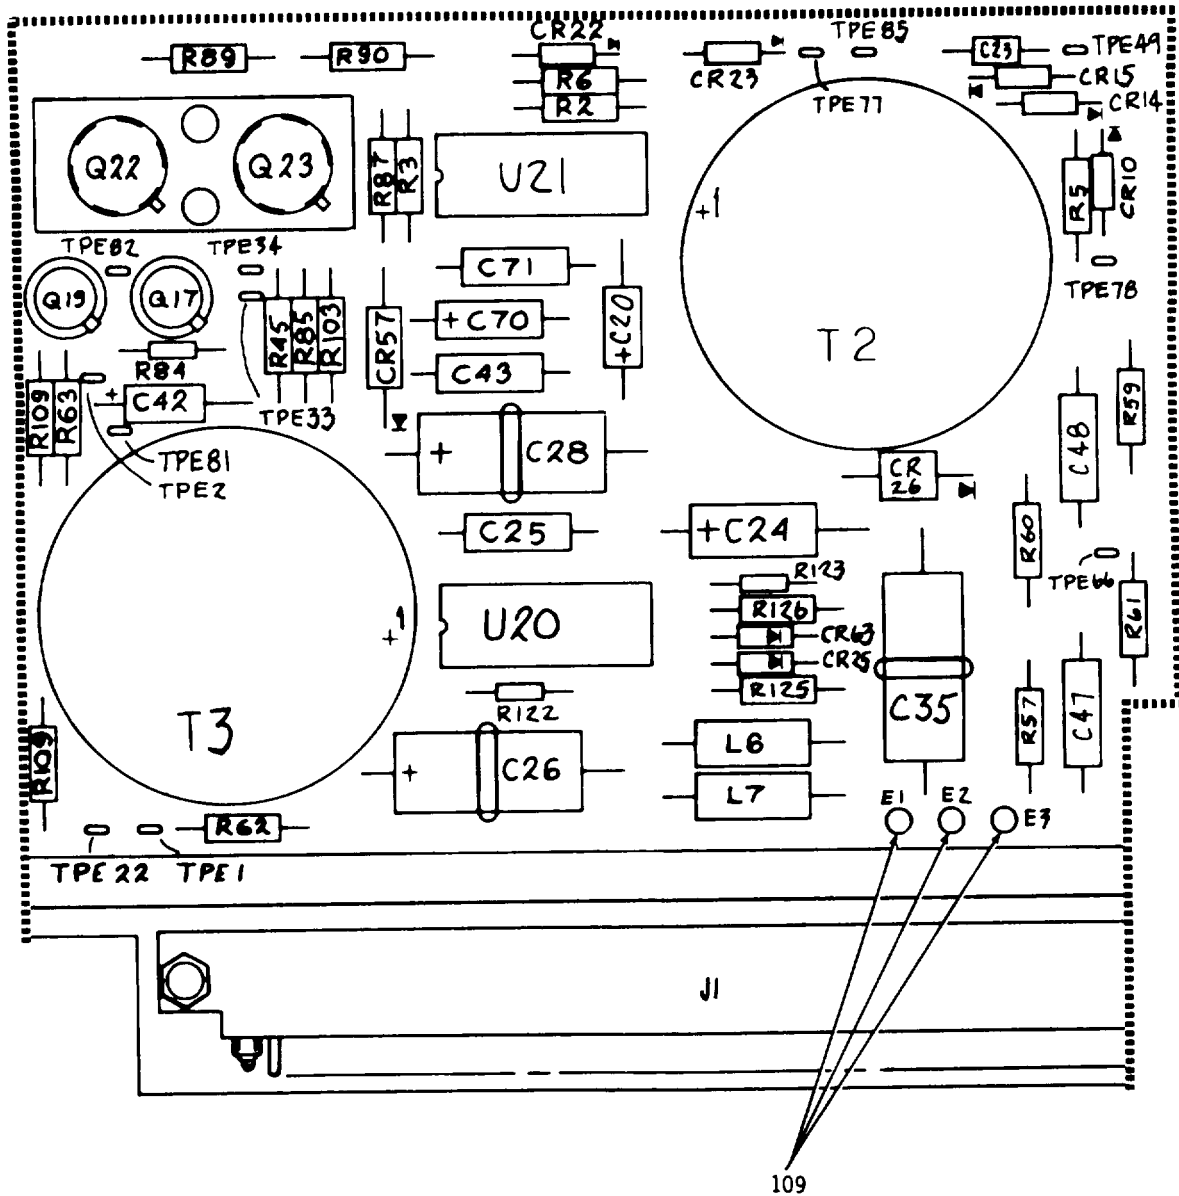 CR22
TPE85
R89
R90
CR23
C23
TPE49
R6
CR15
R2
TPE77
CR14
Q22
Q23
R87
R3
U21
+1
R5
CR10
TPE82
TPE34
C71
TPE78
Q19
Q17
R45
R85
R103
CR57
+C70
+C20
T2
R84
C43
R109
R63
+
C42
TPE33
R59
C48
+
C28
TPE81
TPE2
CR
26
C25
+C24
R60
R123
TPE66
R126
U20
CR63
R61
+1
CR25
R125
R122
C35
R57
C47
T3
L6
R109
+
C26
L7
E1
E2
E3
R62
TPE22
TPE1
J1
109